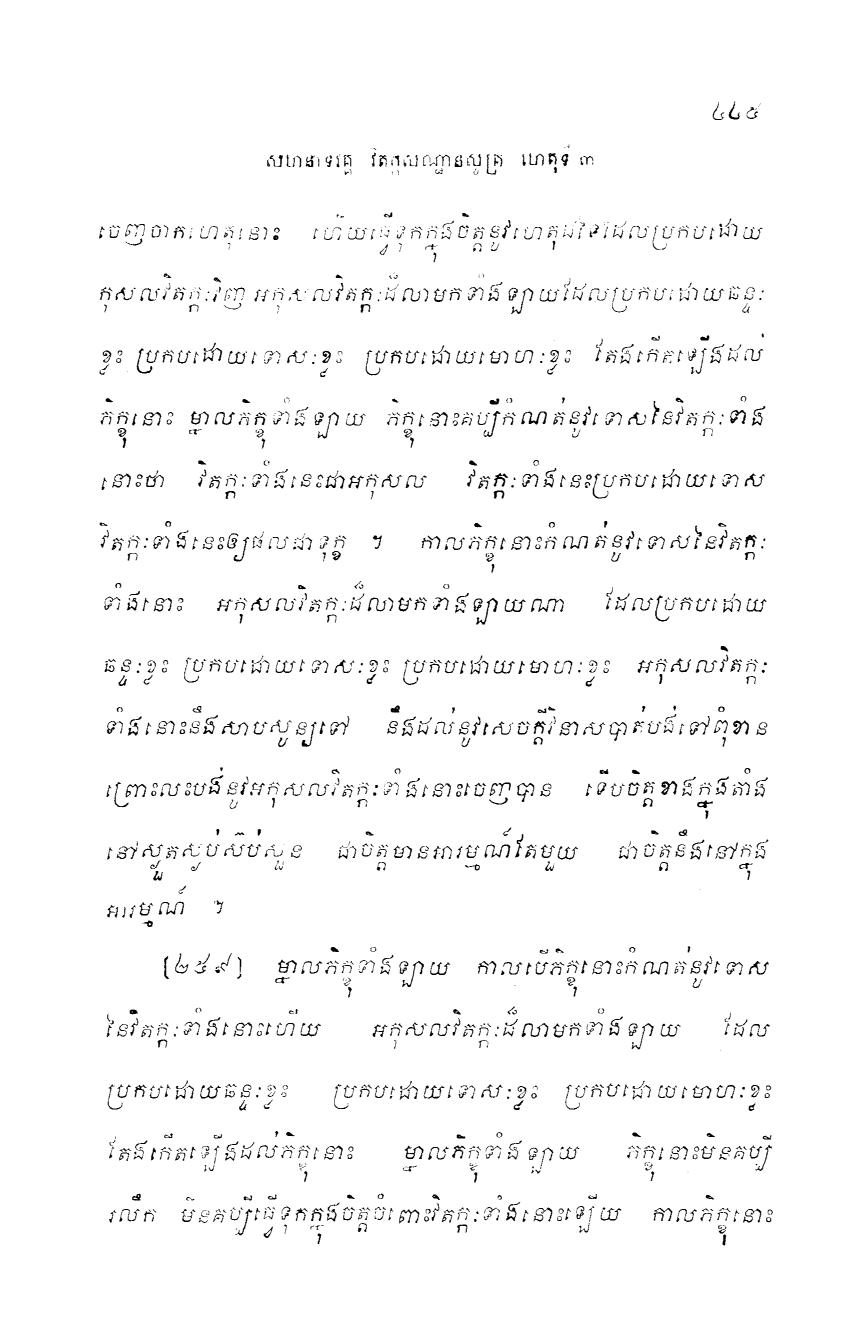 ៤៤៥
សីហនាទវគ្គ វិតក្កសណ្ឋានសូត្រ ហេតុទី ៣
ចេញចាកហេតុនោះ ហើយធ្វើទុកក្នុងចិត្តនូវហេតុដទៃដែលប្រកបដោយ
កុសលវិតក្កៈវិញ អកុសលវិតក្កៈដ៏លាមកទាំងឡាយដែលប្រកបដោយឆន្ទៈ
ខ្លះ ប្រកបដោយទោសៈខ្លះ ប្រកបដោយមោហៈខ្លះ តែងកើតឡើងដល់
ភិក្ខុនោះ ម្នាលភិក្ខុទាំងឡាយ ភិក្ខុនោះគប្បីកំណត់នូវទោសនៃវិតក្កៈទាំង
នោះថា វិតក្កៈទាំងនេះជាអកុសល វិតក្កៈទាំងនេះប្រកបដោយទោស
វិតក្កៈទាំងនេះឲ្យផលជាទុក្ខ ។ កាលភិក្ខុនោះកំណត់នូវទោសនៃវិតក្កៈ
ទាំងនោះ អកុសលវិតក្កៈដ៏លាមកទាំងឡាយណា ដែលប្រកបដោយ
ឆន្ទៈខ្លះ ប្រកបដោយទោសៈខ្លះ ប្រកបដោយមោហៈខ្លះ អកុសលវិតក្កៈ
ទាំងនោះនឹងសាបសូន្យទៅ នឹងដល់នូវសេចក្តីវិនាសបាត់បង់ទៅពុំខាន
ព្រោះលះបង់នូវអកុសលវិតក្កៈទាំងនោះចេញបាន ទើបចិត្តខាងក្នុងតាំង
នៅស្លូតស្ងប់ស៊ប់សួន ជាចិត្តមានអារម្មណ៍តែមួយ ជាចិត្តនឹងនៅក្នុង
អារម្មណ៍ ។
[២៥៩] ម្នាលភិក្ខុទាំងឡាយ កាលបើភិក្ខុនោះកំណត់នូវទោស
នៃវិតក្កៈទាំងនោះហើយ អកុសលវិតក្កៈដ៏លាមកទាំងឡាយ ដែល
ប្រកបដោយឆន្ទៈខ្លះ ប្រកបដោយទោសៈខ្លះ ប្រកបដោយមោហៈខ្លះ
តែងកើតឡើងដល់ភិក្ខុនោះ ម្នាលភិក្ខុទាំងឡាយ ភិក្ខុនោះមិនគប្បី
រលឹក មិនគប្បីធ្វើទុកក្នុងចិត្តចំពោះវិតក្កៈទាំងនោះឡើយ កាលភិក្ខុនោះ